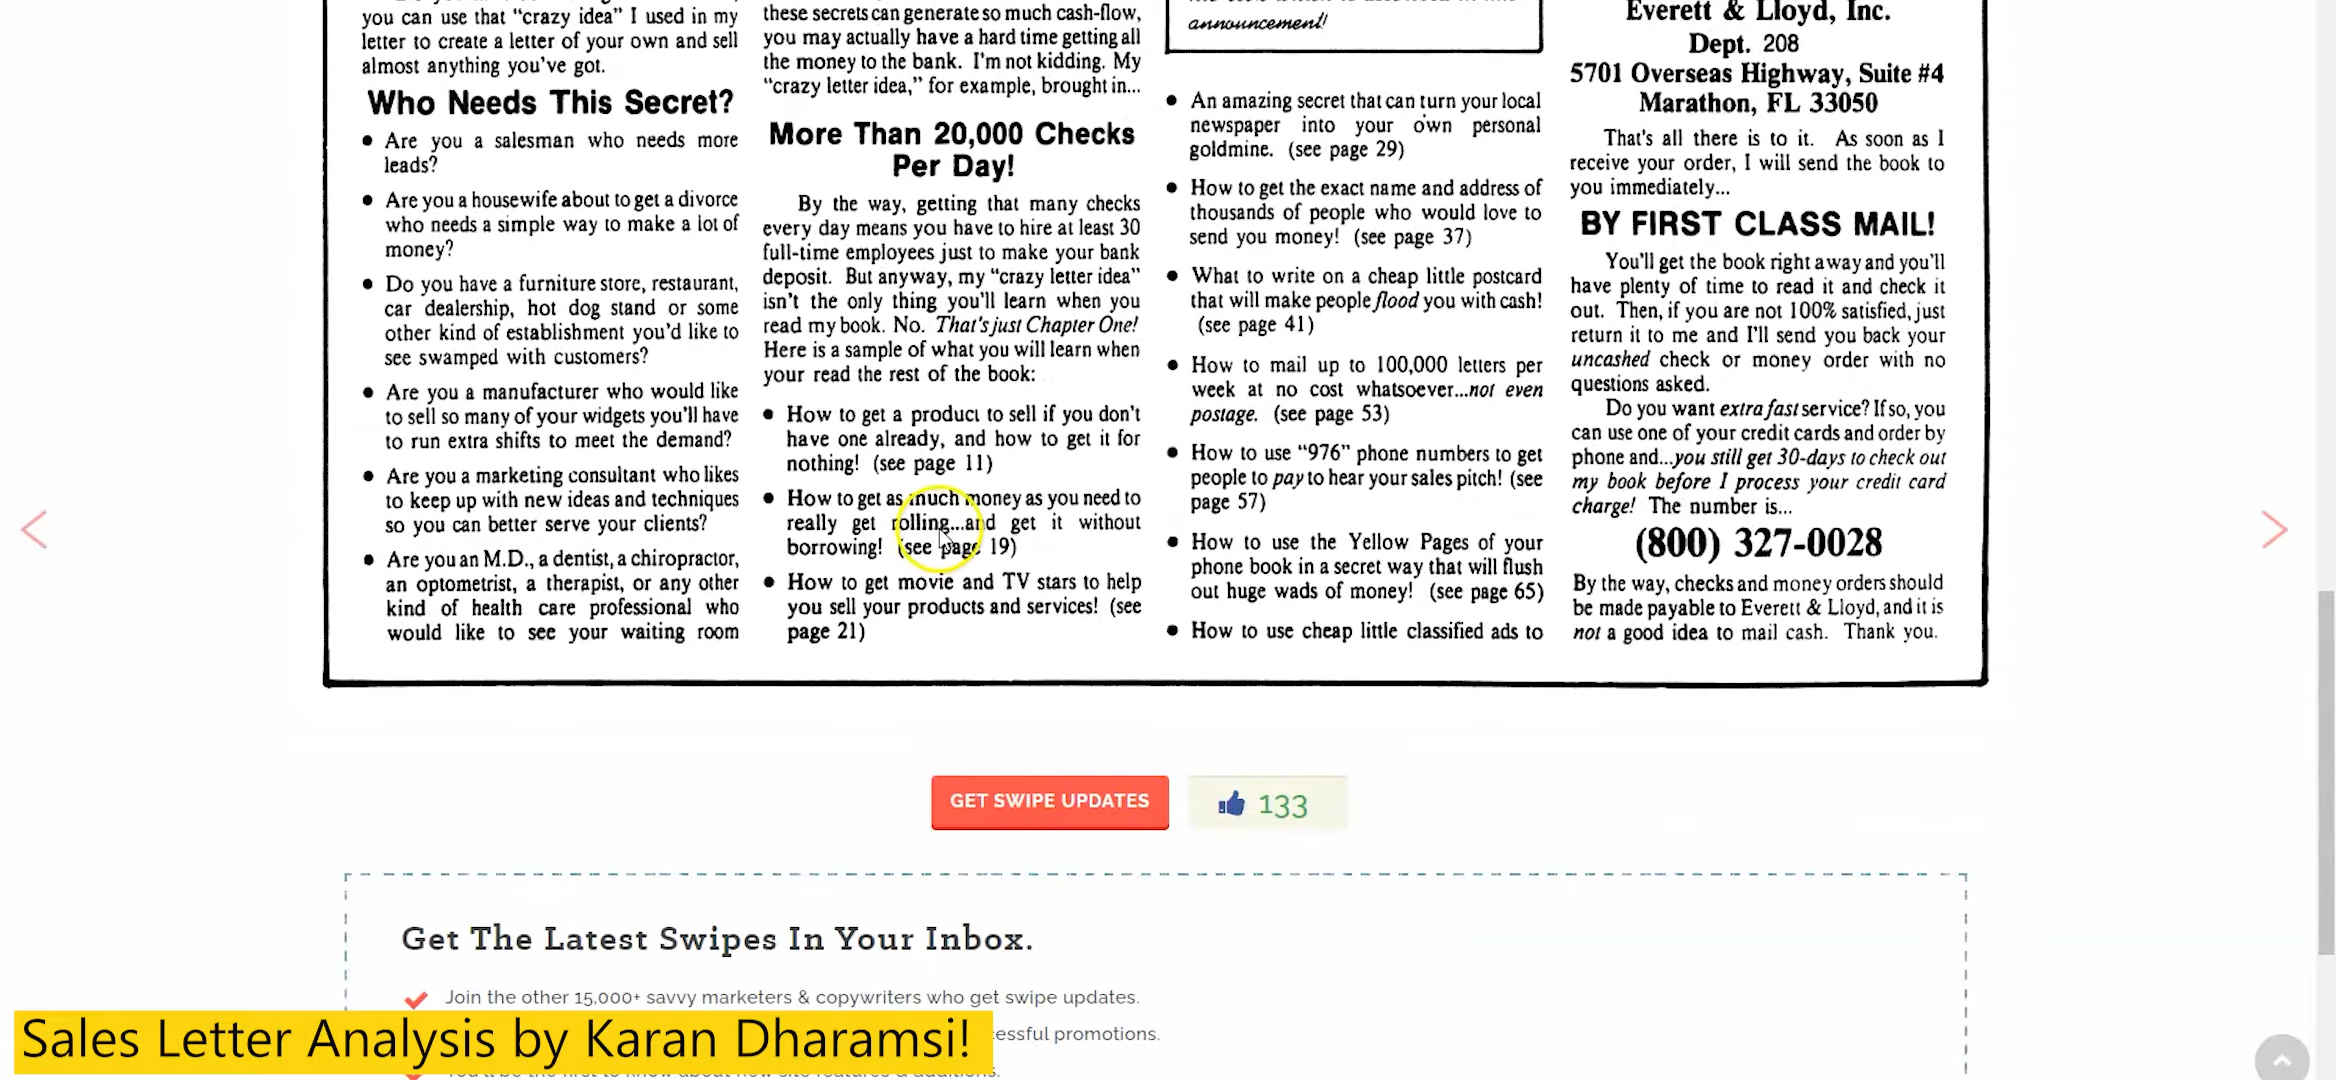 you can use that “crazy idea” I used in my
letter to create a letter of your own and sell
almost anything you’ve got.
Who Needs This Secret?
● Are you a salesman who needs more
leads?
● Are you a housewife about to get a divorce
who needs a simple way to make a lot of
money?
● Do you have a furniture store, restaurant,
car dealership, hot dog stand or some
other kind of establishment you’d like to
see swamped with customers?
● Are you a manufacturer who would like
to sell so many of your widgets you’ll have
to run extra shifts to meet the demand?
● Are you a marketing consultant who likes
to keep up with new ideas and techniques
so you can better serve your clients?
● Are you an M.D., a dentist, a chiropractor,
an optometrist, a therapist, or any other
kind of health care professional who
would like to see your waiting room
these secrets can generate so much cash-flow,
you may actually have a hard time getting all
the money to the bank. I'm not kidding. My
“crazy letter idea,” for example, brought in...
More Than 20,000 Checks
Per Day!
By the way, getting that many checks
every day means you have to hire at least 30
full-time employees just to make your bank
deposit. But anyway, my “crazy letter idea”
isn’t the only thing you’ll learn when you
read my book. No. That's just Chapter One!
Here is a sample of what you will learn when
your read the rest of the book:
● How to get a product to sell if you don’t
have one already, and how to get it for
nothing! (see page 11)
● How to get as much money as you need to
really get rolling...and get it without
borrowing! (see page 19)
● How to get movie and TV stars to help
you sell your products and services! (see
page 21)
announcement!
● An amazing secret that can turn your local
newspaper into your own personal
goldmine. (see page 29)
● How to get the exact name and address of
thousands of people who would love to
send you money! (see page 37)
● What to write on a cheap little postcard
that will make people flood you with cash!
(see page 41)
● How to mail up to 100,000 letters per
week at no cost whatsoever...not even
postage. (see page 53)
● How to use “976” phone numbers to get
people to pay to hear your sales pitch! (see
page 57)
● How to use the Yellow Pages of your
phone book in a secret way that will flush
out huge wads of money! (see page 65)
● How to use cheap little classified ads to
Everett & Lloyd, Inc.
Dept. 208
5701 Overseas Highway, Suite #4
Marathon, FL 33050
That's all there is to it. As soon as I
receive your order, I will send the book to
you immediately...
BY FIRST CLASS MAIL!
You’ll get the book right away and you’ll
have plenty of time to read it and check it
out. Then, if you are not 100% satisfied, just
return it to me and I'll send you back your
uncashed check or money order with no
questions asked.
Do you want extra fast service? If so, you
can use one of your credit cards and order by
phone and...you still get 30-days to check out
my book before I process your credit card
charge! The number is...
(800) 327-0028
By the way, checks and money orders should
be made payable to Everett & Lloyd, and it is
not a good idea to mail cash. Thank you.
GET SWIPE UPDATES
133
Get The Latest Swipes In Your Inbox.
Join the other 15,000+ savvy marketers & copywriters who get swipe updates.
promotions.
Sales Letter Analysis by Karan Dharamsi!